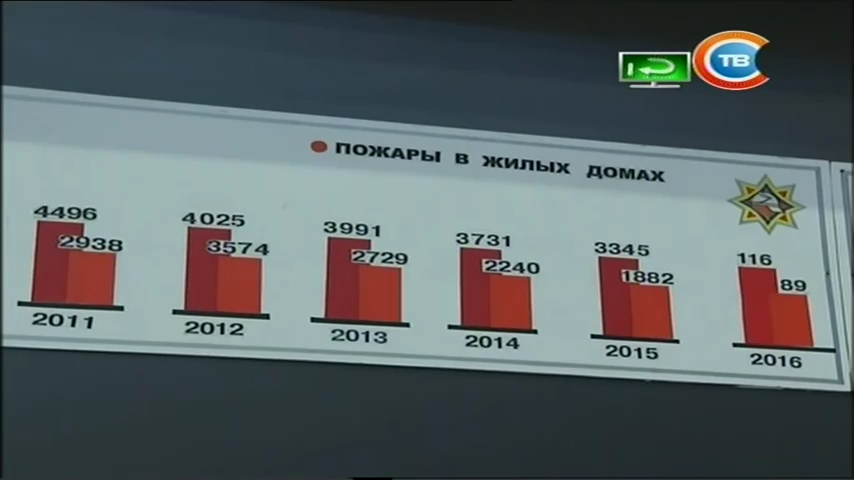 ТВ
ПОЖАРЫ В ЖИЛЫХ ДОМАХ
4496 2938 4025 3574 3991 2729 3731 2240 3345 1882 116 89
2011 2012 2013 2014 2015 2016